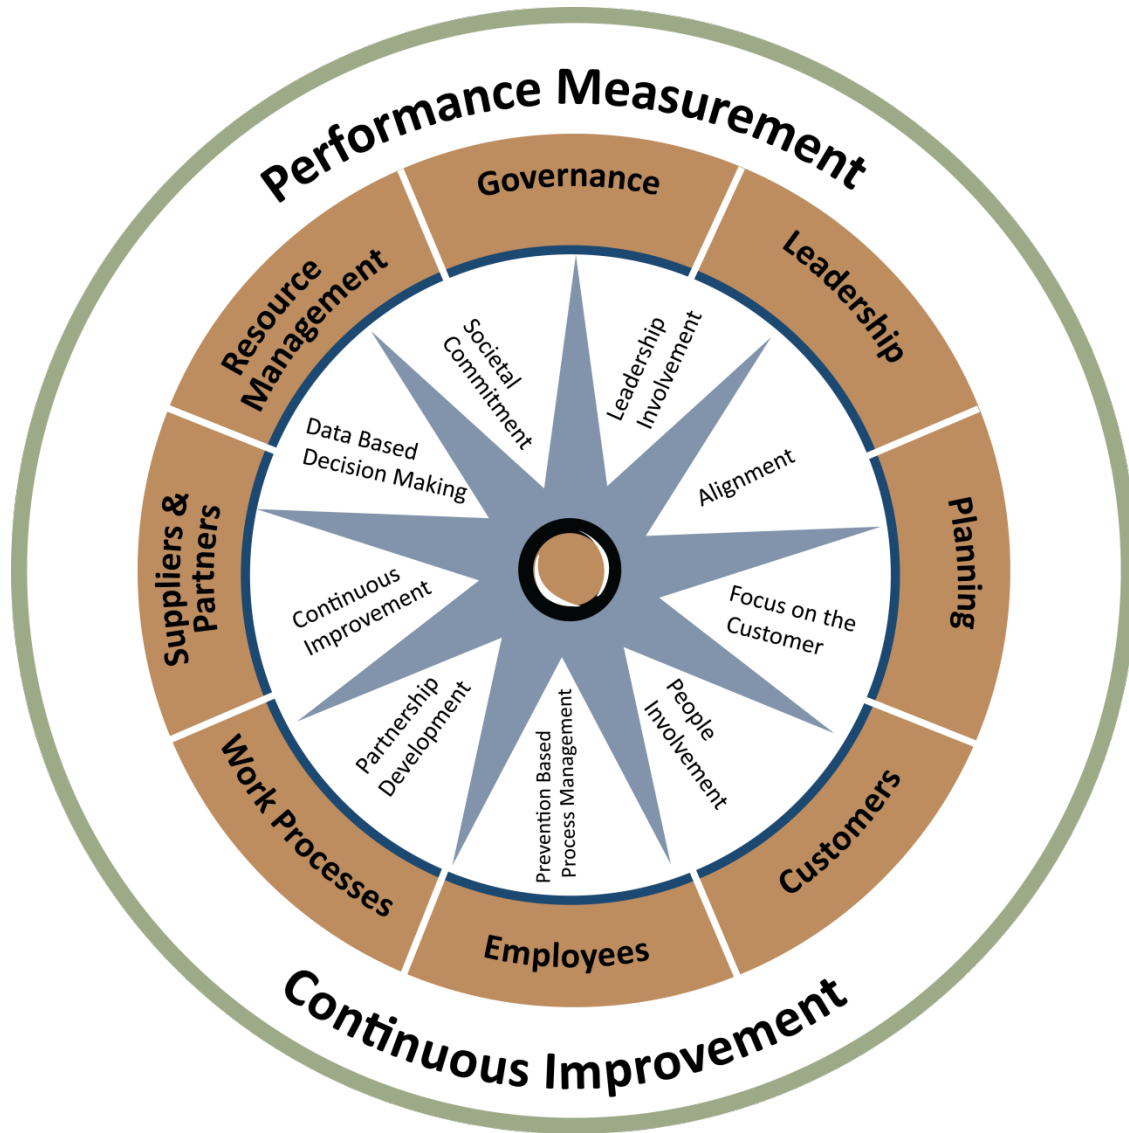 Performance Measurement
Governance
Leadership
Planning
Customers
Employees
Work Processes
Suppliers &
Partners
Resource
Management
Leadership
Involvement
Alignment
Focus on the
Customer
People
Involvement
Prevention Based
Process Management
Partnership
Development
Continuous
Improvement
Data Based
Decision Making
Societal
Commitment
Continuous Improvement